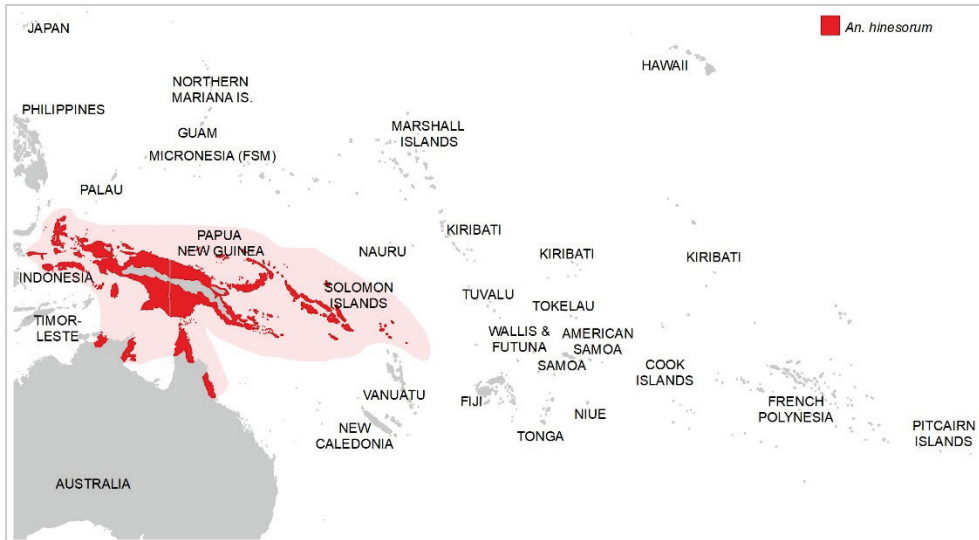 JAPAN
An. hinesorum
HAWAII
NORTHERN
MARIANA IS.
PHILIPPINES
GUAM
MARSHALL
ISLANDS
MICRONESIA (FSM)
PALAU
KIRIBATI
PAPUA
NEW GUINEA
NAURU
KIRIBATI
KIRIBATI
INDONESIA
SOLOMON
ISLANDS
TUVALU
TOKELAU
TIMOR-
LESTE
WALLIS &
FUTUNA
AMERICAN
SAMOA
SAMOA
COOK
ISLANDS
VANUATU
FIJI
FRENCH
POLYNESIA
NIUE
NEW
CALEDONIA
TONGA
PITCAIRN
ISLANDS
AUSTRALIA